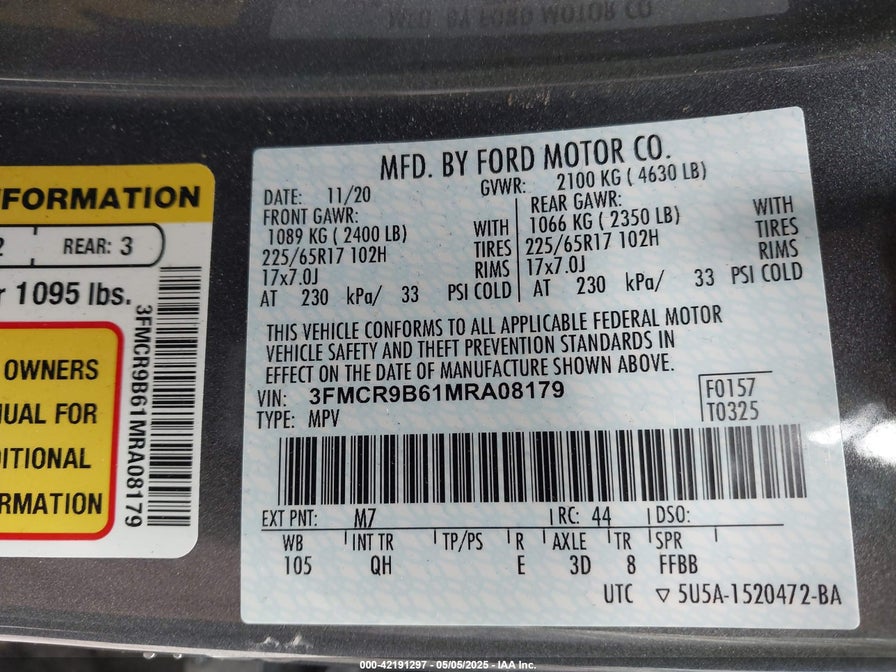 MFD. BY FORD MOTOR CO
NFORMATION
2 REAR: 3
r 1095 lbs.
OWNERS
NUAL FOR
DITIONAL
RMATION
3FMCR9B61MRA08179
MFD. BY FORD MOTOR CO.
DATE: 11/20 GVWR: 2100 KG ( 4630 LB)
FRONT GAWR: REAR GAWR:
1089 KG ( 2400 LB) WITH 1066 KG ( 2350 LB) WITH
225/65R17 102H TIRES 225/65R17 102H TIRES
17x7.0J RIMS 17x7.0J RIMS
AT 230 kPa/ 33 PSI COLD AT 230 kPa/ 33 PSI COLD
THIS VEHICLE CONFORMS TO ALL APPLICABLE FEDERAL MOTOR
VEHICLE SAFETY AND THEFT PREVENTION STANDARDS IN
EFFECT ON THE DATE OF MANUFACTURE SHOWN ABOVE.
VIN: 3FMCR9B61MRA08179 F0157
TYPE: MPV T0325
EXT PNT: M7 RC: 44 DSO:
WB INT TR TP/PS R AXLE TR SPR
105 QH E 3D 8 FFBB
UTC ▽ 5U5A-1520472-BA
000-42191297 - 05/05/2025 - IAA Inc.